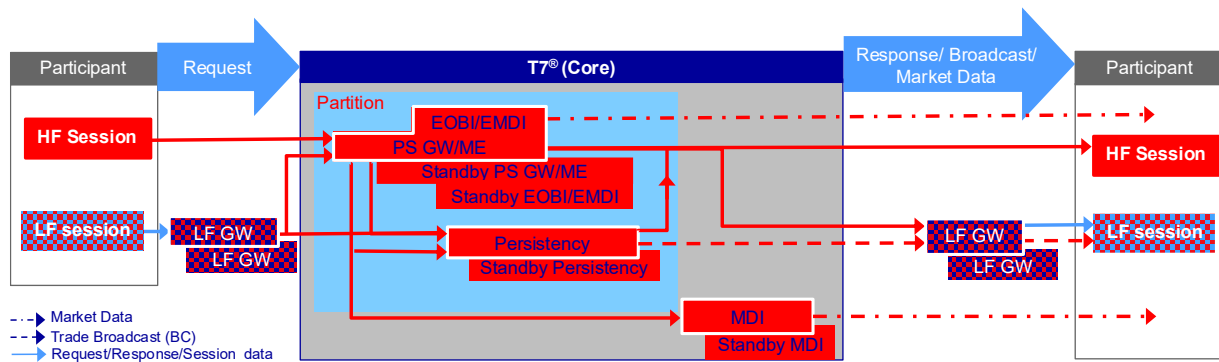 Participant
Request
T7® (Core)
Response/ Broadcast/
Market Data
Participant
Partition
EOBI/EMDI
PS GW/ME
Standby PS GW/ME
Standby EOBI/EMDI
HF Session
HF Session
LF session
LF GW
LF GW
Persistency
Standby Persistency
LF GW
LF GW
LF session
MDI
Standby MDI
Market Data
Trade Broadcast (BC)
Request/Response/Session data